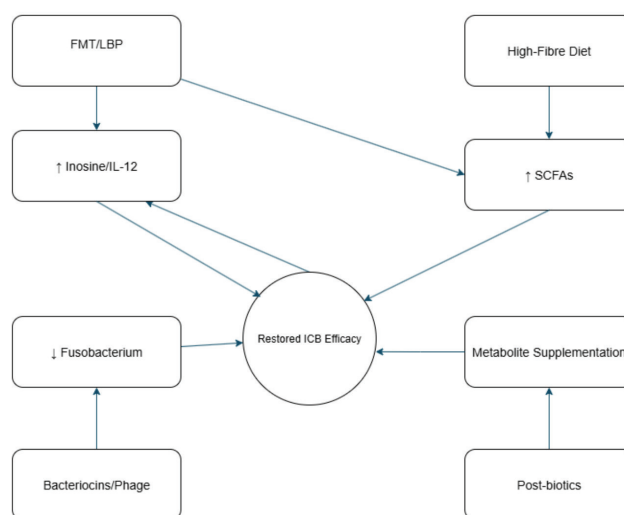 FMT/LBP
High-Fibre Diet
↑ Inosine/IL-12
↑ SCFAs
Restored ICB Efficacy
↓ Fusobacterium
Metabolite Supplementation
Bacteriocins/Phage
Post-biotics